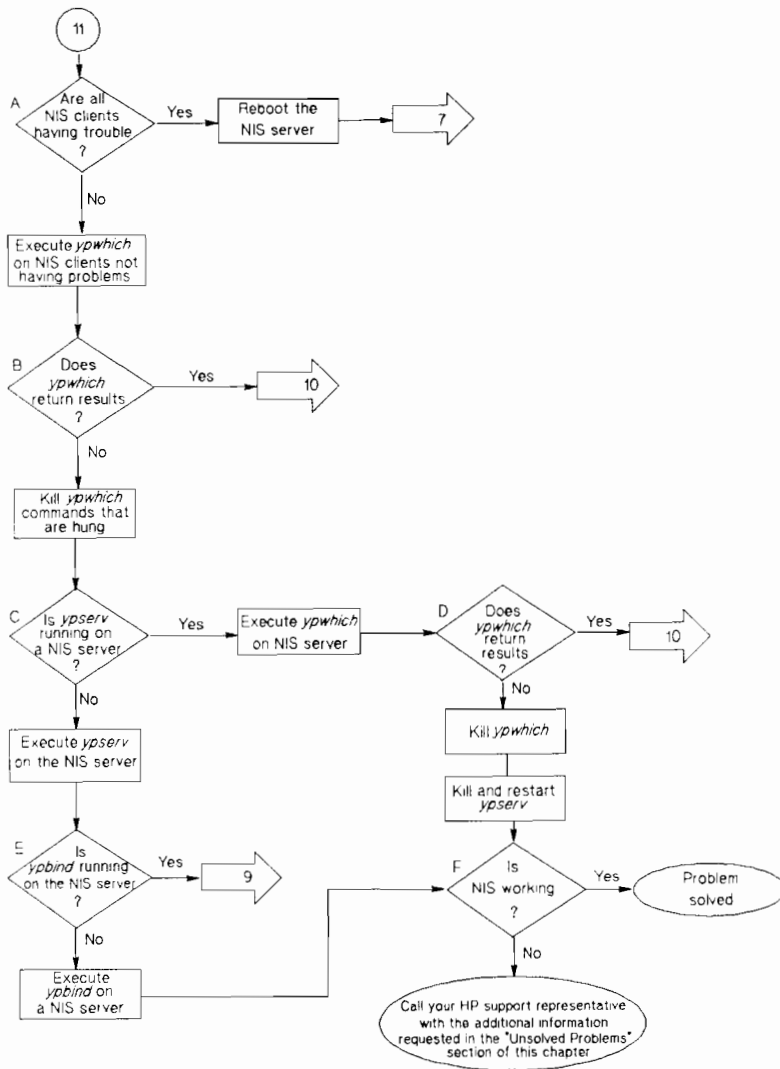 11
A
Are all
NIS clients
having trouble
?
Yes
Reboot the
NIS server
7
No
Execute ypwhich
on NIS clients not
having problems
B
Does
ypwhich
return results
?
Yes
10
No
Kill ypwhich
commands that
are hung
C
Is ypserv
running on
a NIS server
?
Yes
Execute ypwhich
on NIS server
D
Does
ypwhich
return
results
?
Yes
10
No
No
Execute ypserv
on the NIS server
Kill ypwhich
Kill and restart
ypserv
E
Is
ypbind running
on the NIS server
?
Yes
9
F
Is
NIS working
?
Yes
Problem
solved
No
Execute
ypbind on
a NIS server
No
Call your HP support representative
with the additional information
requested in the "Unsolved Problems"
section of this chapter